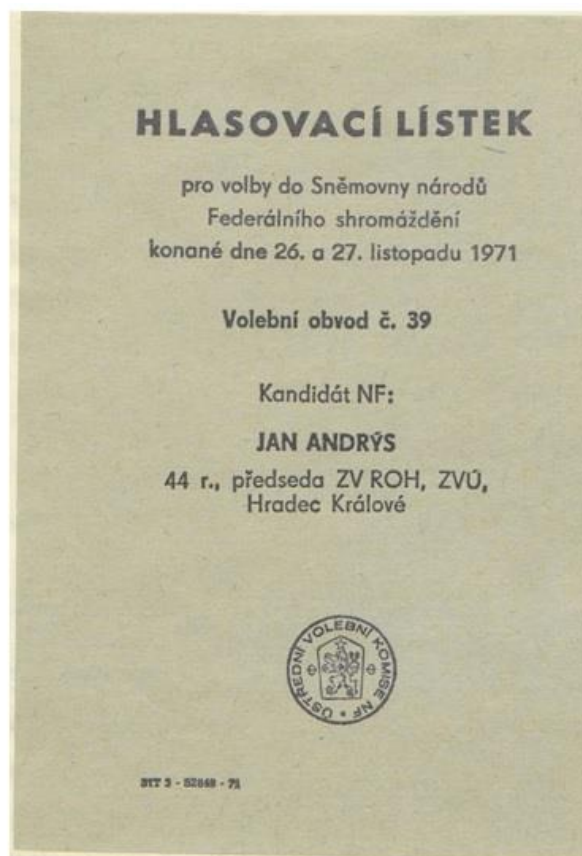 HLASOVACÍ LÍSTEK
pro volby do Sněmovny národů
Federálního shromáždění
konané dne 26. a 27. listopadu 1971
Volební obvod č. 39
Kandidát NF:
JAN ANDRÝS
44 r., předseda ZV ROH, ZVÚ,
Hradec Králové
ÚSTŘEDNÍ VOLEBNÍ KOMISE NF